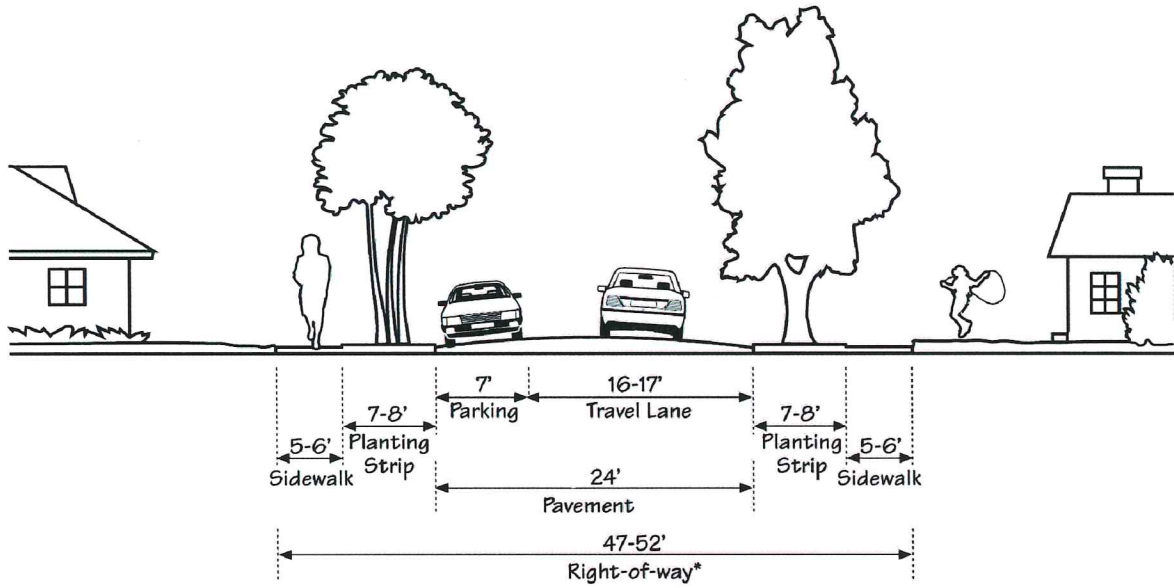 7'
Parking
16-17'
Travel Lane
7-8'
Planting
Strip
7-8'
Planting
Strip
5-6'
Sidewalk
5-6'
Sidewalk
24'
Pavement
47-52'
Right-of-way*